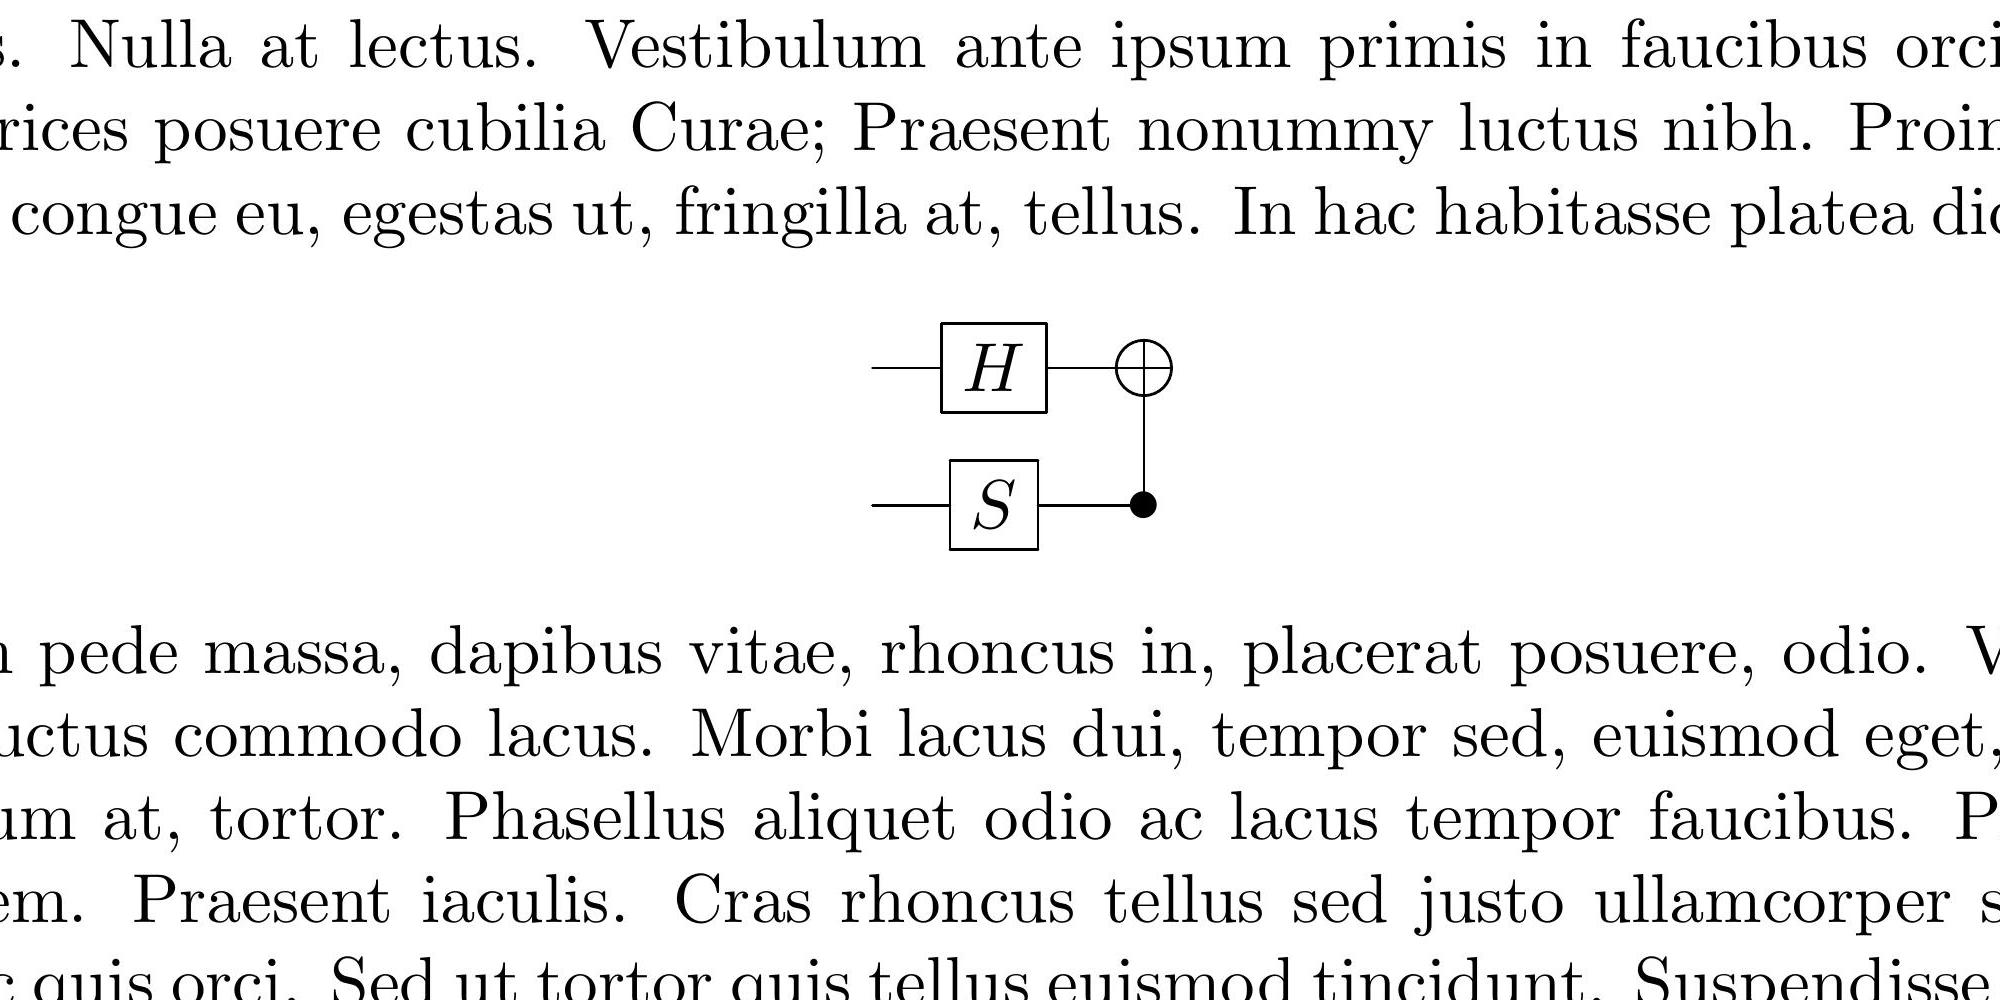 s. Nulla at lectus. Vestibulum ante ipsum primis in faucibus orci
rices posuere cubilia Curae; Praesent nonummy luctus nibh. Proin
congue eu, egestas ut, fringilla at, tellus. In hac habitasse platea dic
H
S
pede massa, dapibus vitae, rhoncus in, placerat posuere, odio. V
uctus commodo lacus. Morbi lacus dui, tempor sed, euismod eget,
um at, tortor. Phasellus aliquet odio ac lacus tempor faucibus. P
em. Praesent iaculis. Cras rhoncus tellus sed justo ullamcorper s
c quis orci. Sed ut tortor quis tellus euismod tincidunt. Suspendisse